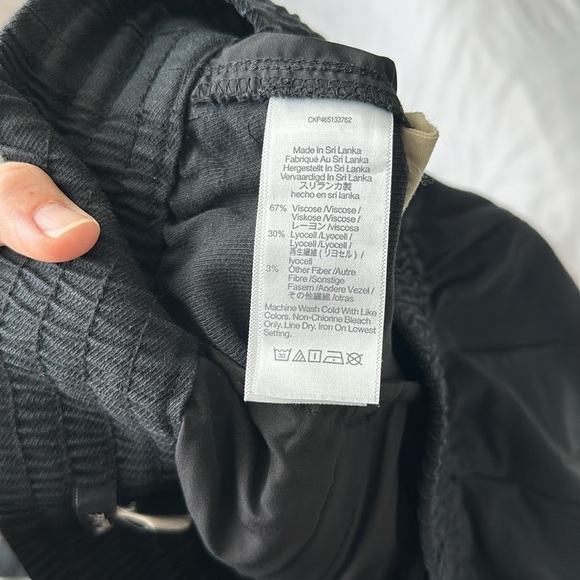 CKP465133762
Made In Sri Lanka
Fabriqué Au Sri Lanka
Hergestellt In Sri Lanka
Vervaardigd In Sri Lanka
スリランカ製
hecho en sri lanka
67% Viscose /Viscose /
Viskose /Viscose /
レーヨン /Viscosa
30% Lyocell /Lyocell /
Lyocell /Lyocell /
再生繊維 (リヨセル) /
lyocell
3% Other Fiber /Autre
Fibre /Sonstige
Fasern /Andere Vezel /
その他繊維 /otras
Machine Wash Cold With Like
Colors. Non-Chlorine Bleach
Only. Line Dry. Iron On Lowest
Setting.
30